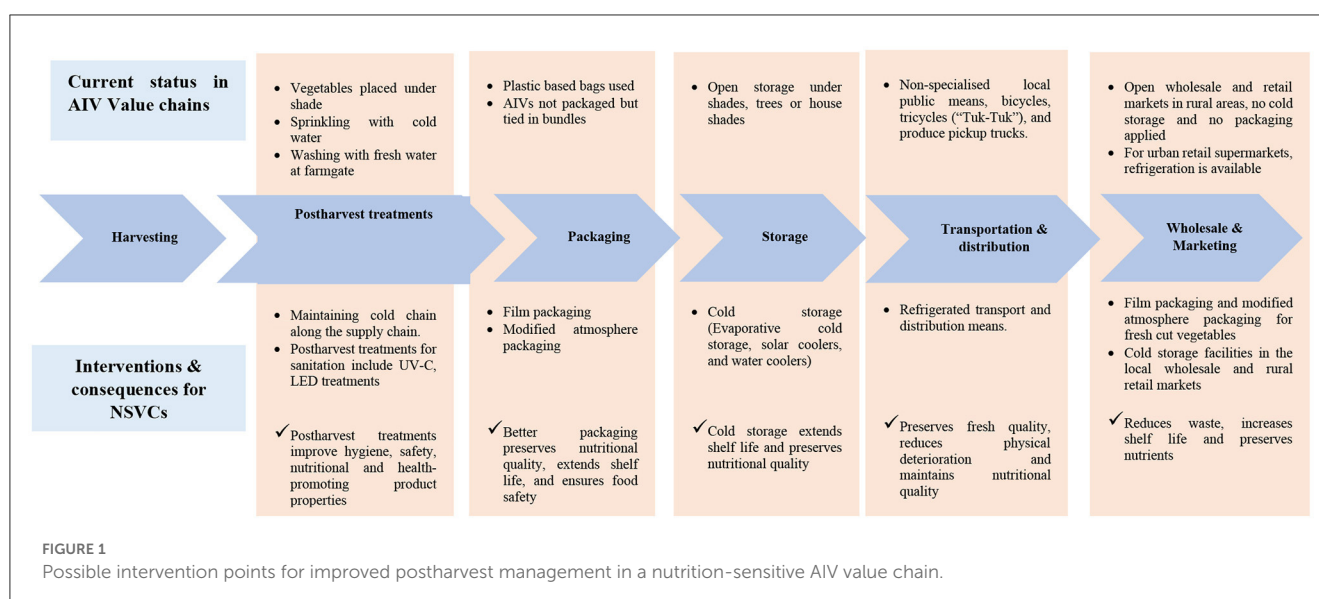 Current status in
AIV Value chains
• Vegetables placed under
shade
• Sprinkling with cold
water
• Washing with fresh water
at farmgate
• Plastic based bags used
• AIVs not packaged but
tied in bundles
• Open storage under
shades, trees or house
shades
• Non-specialised local
public means, bicycles,
tricycles (“Tuk-Tuk”), and
produce pickup trucks.
• Open wholesale and retail
markets in rural areas, no cold
storage and no packaging
applied
• For urban retail supermarkets,
refrigeration is available
Harvesting
Postharvest treatments
Packaging
Storage
Transportation &
distribution
Wholesale &
Marketing
Interventions &
consequences for
NSVCs
• Maintaining cold chain
along the supply chain.
• Postharvest treatments for
sanitation include UV-C,
LED treatments
✓Postharvest treatments
improve hygiene, safety,
nutritional and health-
promoting product
properties
• Film packaging
• Modified atmosphere
packaging
✓Better packaging
preserves nutritional
quality, extends shelf
life, and ensures food
safety
• Cold storage
(Evaporative cold
storage, solar coolers,
and water coolers)
✓Cold storage extends
shelf life and preserves
nutritional quality
• Refrigerated transport and
distribution means.
✓Preserves fresh quality,
reduces physical
deterioration and
maintains nutritional
quality
• Film packaging and modified
atmosphere packaging for
fresh cut vegetables
• Cold storage facilities in the
local wholesale and rural
retail markets
✓Reduces waste, increases
shelf life and preserves
nutrients
FIGURE 1
Possible intervention points for improved postharvest management in a nutrition-sensitive AIV value chain.